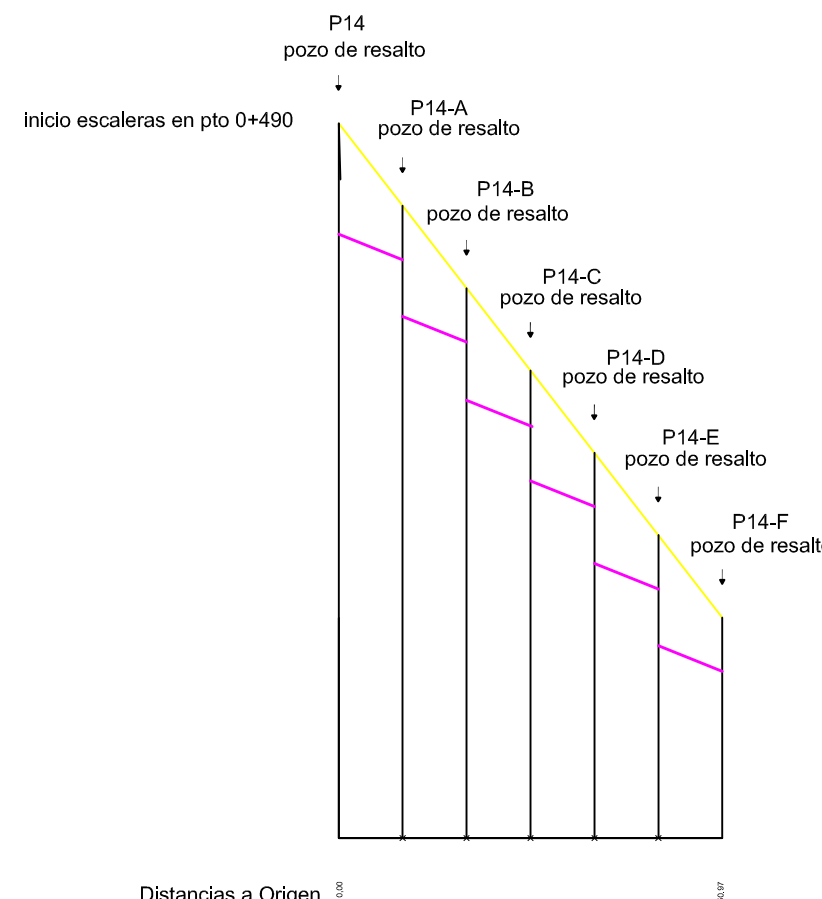 P14
pozo de resalto
inicio escaleras en pto 0+490
P14-A
pozo de resalto
P14-B
pozo de resalto
P14-C
pozo de resalto
P14-D
pozo de resalto
P14-E
pozo de resalto
P14-F
pozo de resalt
Distancias a Origen
0.00